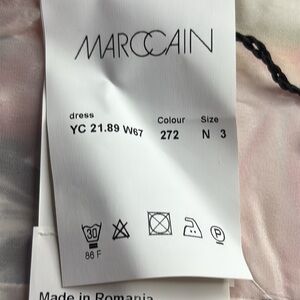 MARCCAIN
dress Colour Size
YC 21.89 W67 272 N 3
30 P
86 F
Made in Romania